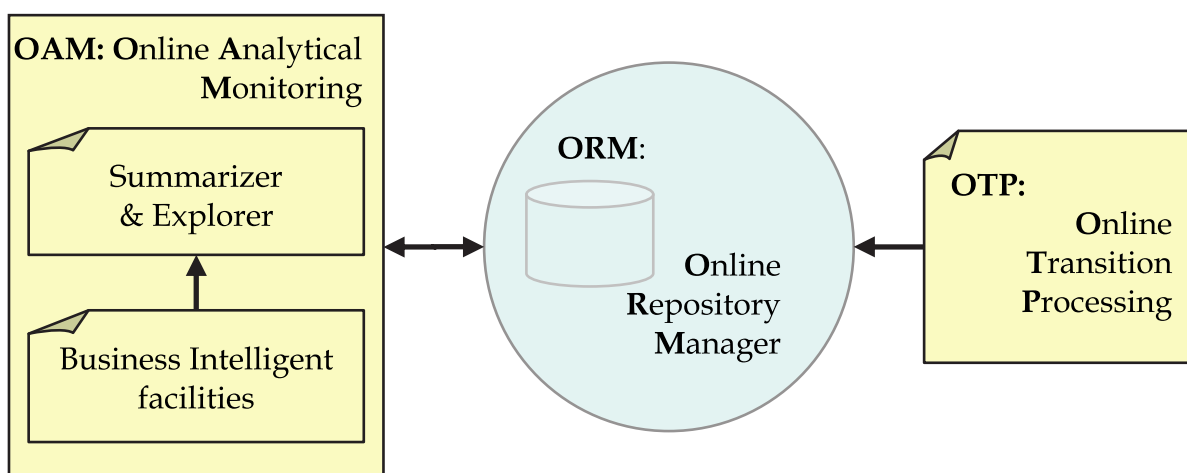 OAM: Online Analytical
Monitoring
Summarizer
& Explorer
Business Intelligent
facilities
ORM:
Online
Repository
Manager
OTP:
Online
Transition
Processing